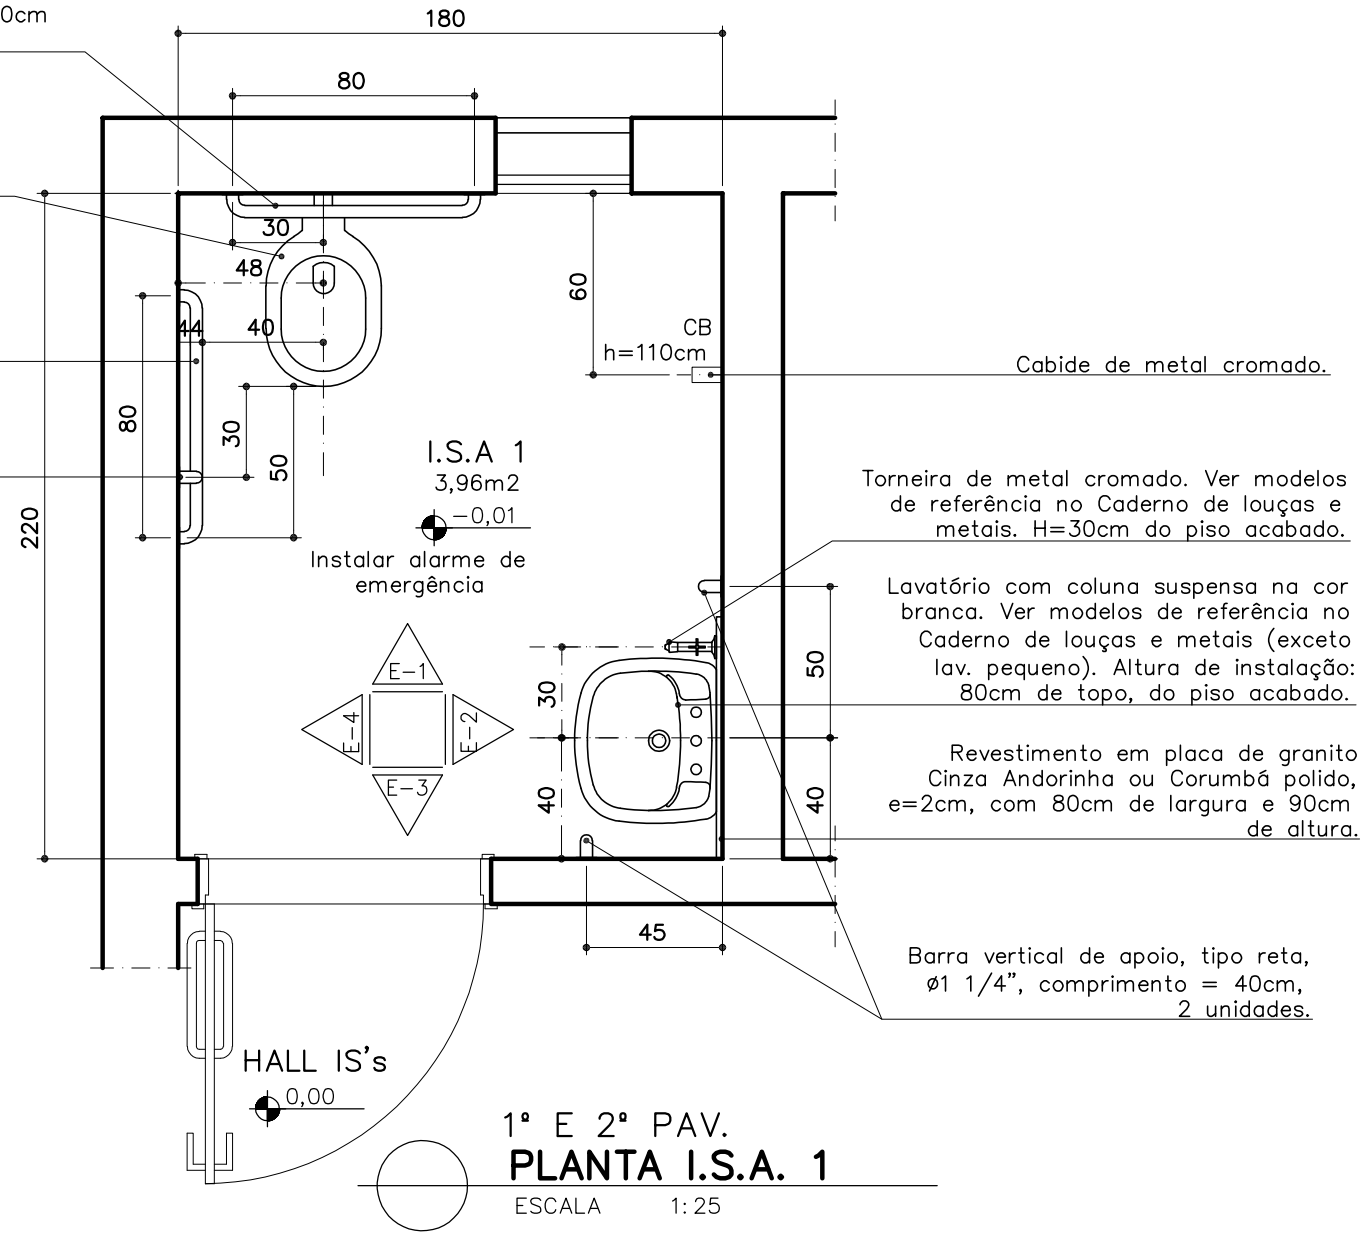 0cm
180
80
30
48
44
40
60
CB
h=110cm
Cabide de metal cromado.
80
30
50
220
I.S.A 1
3,96m2
-0,01
Instalar alarme de
emergência
Torneira de metal cromado. Ver modelos
de referência no Caderno de louças e
metais. H=30cm do piso acabado.
Lavatório com coluna suspensa na cor
branca. Ver modelos de referência no
Caderno de louças e metais (exceto
lav. pequeno). Altura de instalação:
80cm de topo, do piso acabado.
E-1
E-4
E-2
E-3
30
40
50
40
Revestimento em placa de granito
Cinza Andorinha ou Corumbá polido,
e=2cm, com 80cm de largura e 90cm
de altura.
45
Barra vertical de apoio, tipo reta,
ø1 1/4”, comprimento = 40cm,
2 unidades.
HALL IS’s
0,00
1ª E 2ª PAV.
PLANTA I.S.A. 1
ESCALA 1:25